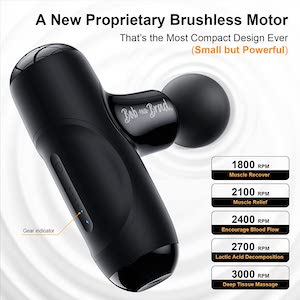 A New Proprietary Brushless Motor
That's the Most Compact Design Ever
(Small but Powerful)
Bob AND Brad
Gear indicator
1800 RPM
Muscle Recover
2100 RPM
Muscle Relief
2400 RPM
Encourage Blood Flow
2700 RPM
Lactic Acid Decomposition
3000 RPM
Deep Tissue Massage